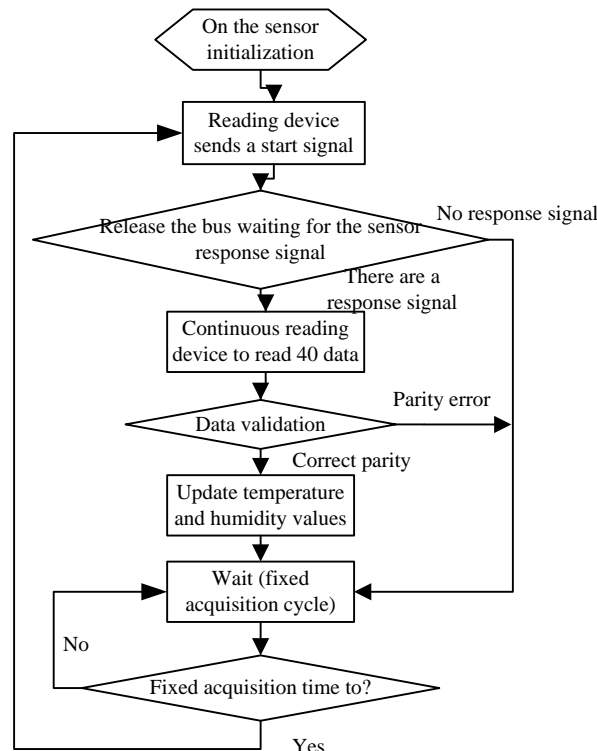 On the sensor
initialization
Reading device
sends a start signal
No response signal
Release the bus waiting for the sensor
response signal
There are a
response signal
Continuous reading
device to read 40 data
Parity error
Data validation
Correct parity
Update temperature
and humidity values
Wait (fixed
acquisition cycle)
No
Fixed acquisition time to?
Yes